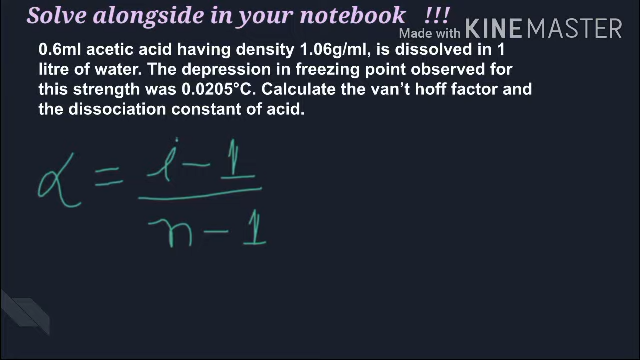 Solve alongside in your notebook !!!
Made with KINEMASTER
0.6ml acetic acid having density 1.06g/ml, is dissolved in 1
litre of water. The depression in freezing point observed for
this strength was 0.0205°C. Calculate the van't hoff factor and
the dissociation constant of acid.
α = i - 1
n - 1